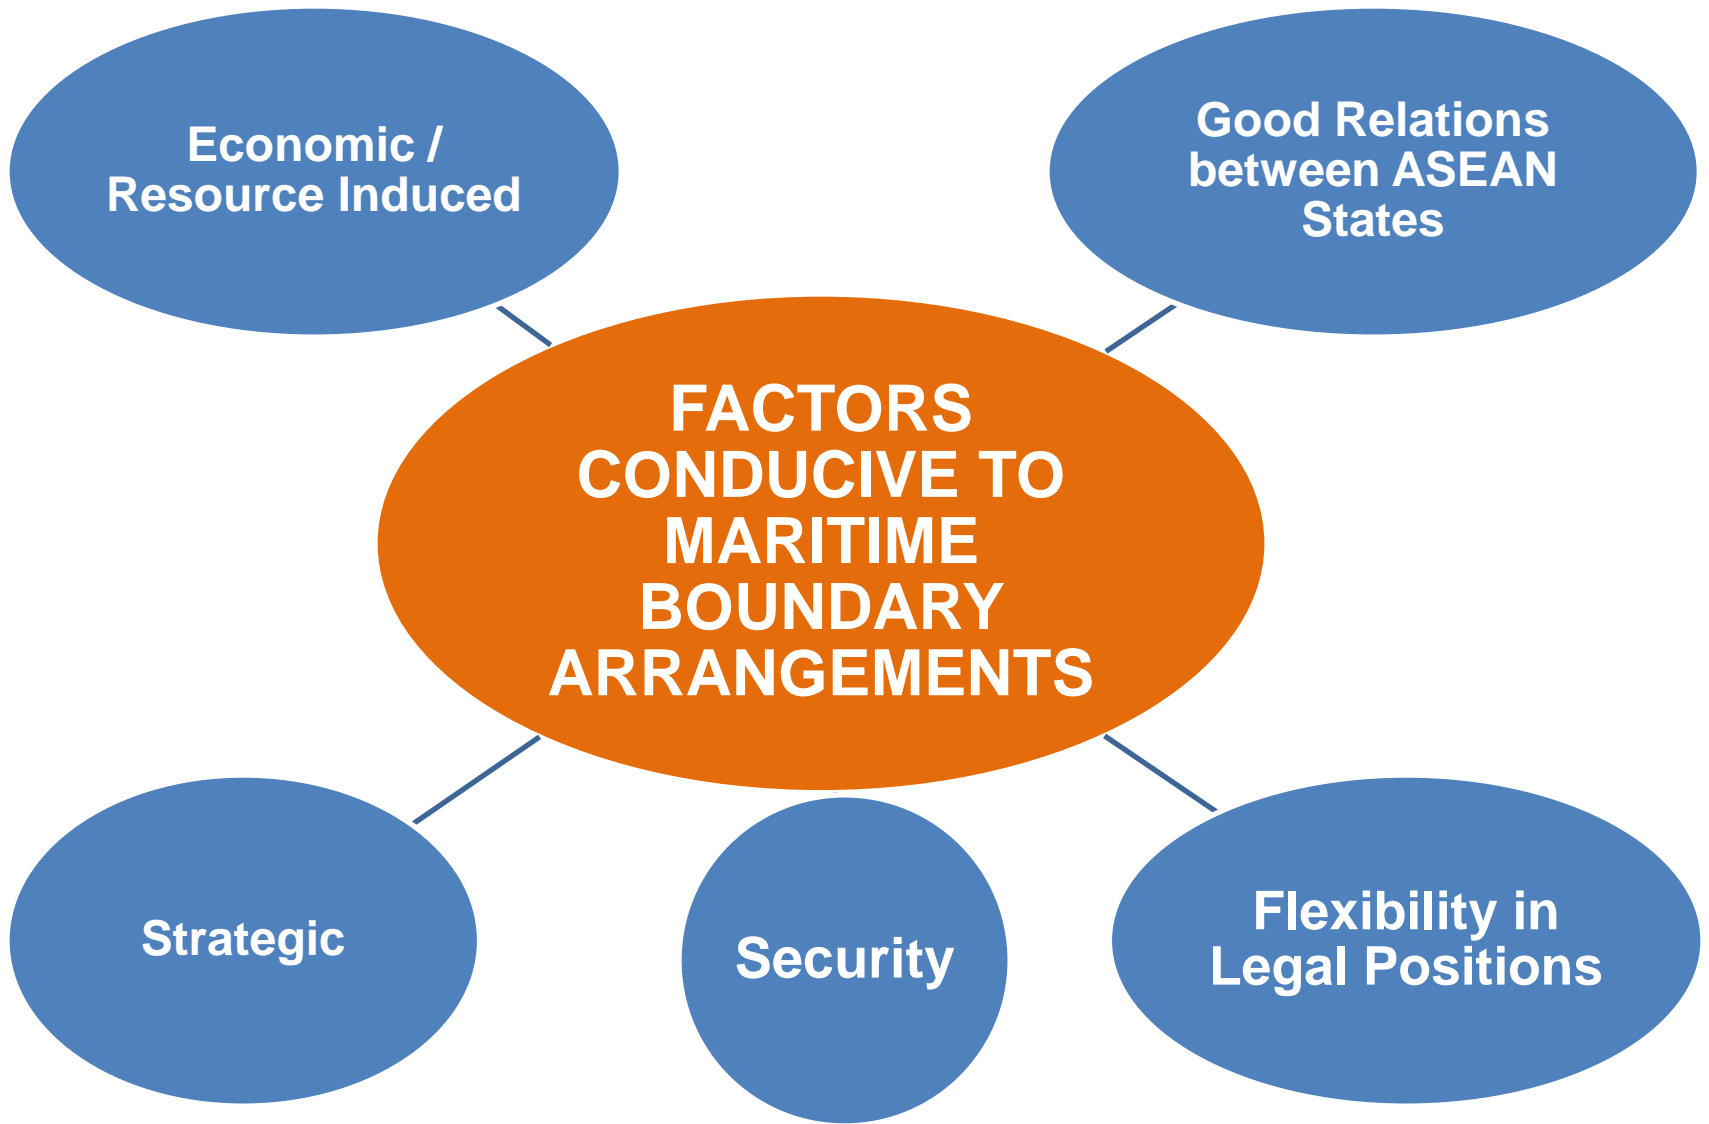 Economic /
Resource Induced
Good Relations
between ASEAN
States
FACTORS
CONDUCIVE TO
MARITIME
BOUNDARY
ARRANGEMENTS
Strategic
Security
Flexibility in
Legal Positions